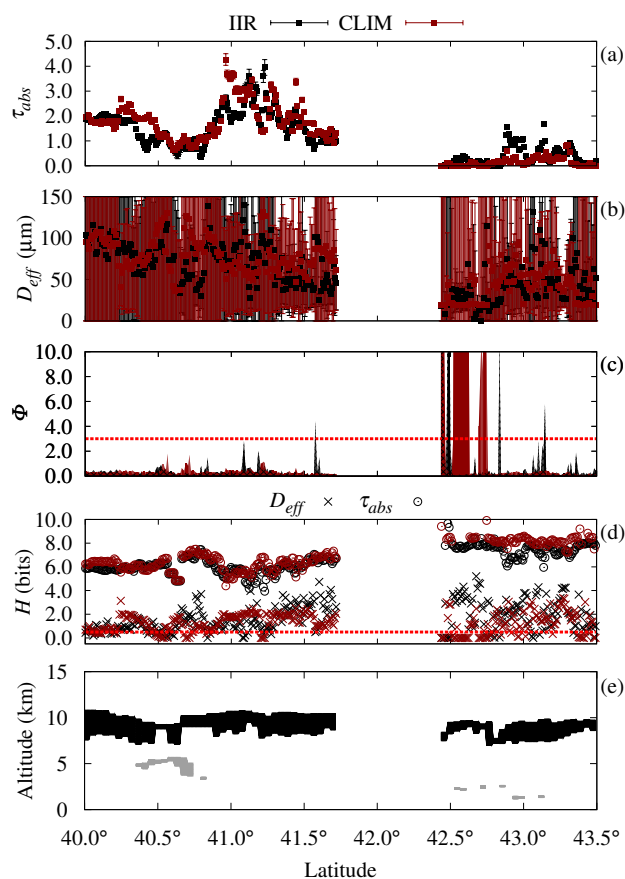 IIR CLIM
5.0 (a)
4.0
3.0
2.0
1.0
0.0
τabs
150 (b)
100
50
0
Deff (μm)
10.0 (c)
8.0
6.0
4.0
2.0
0.0
Φ
Deff τabs
10.0 (d)
8.0
6.0
4.0
2.0
0.0
H (bits)
15 (e)
10
5
0
Altitude (km)
40.0° 40.5° 41.0° 41.5° 42.0° 42.5° 43.0° 43.5°
Latitude